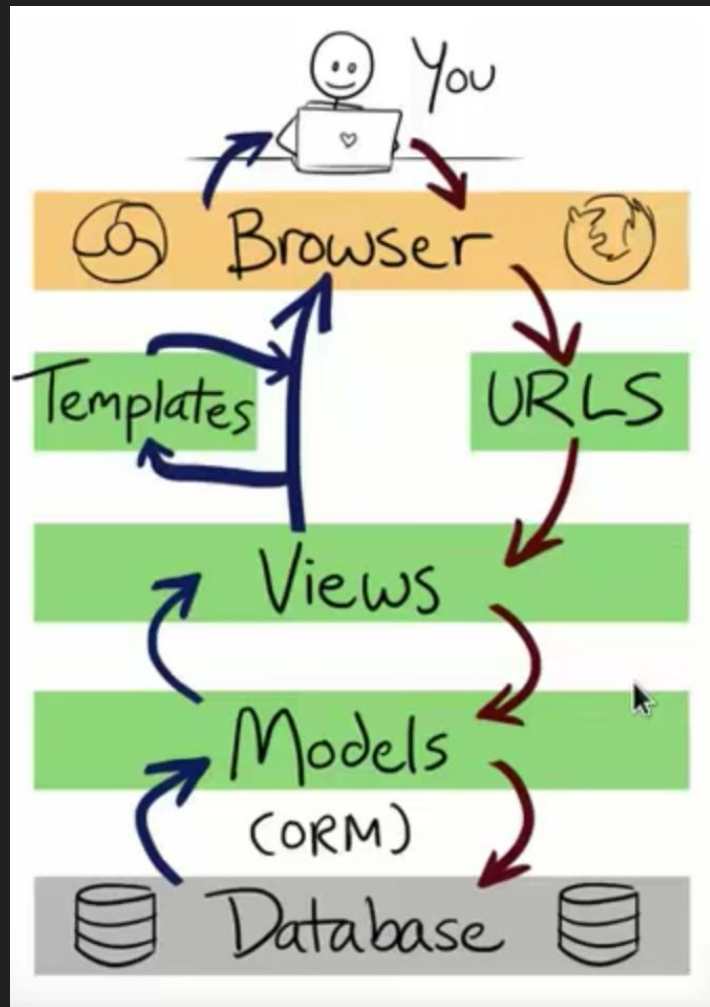 You
Browser
Templates
URLS
Views
Models
(ORM)
Database